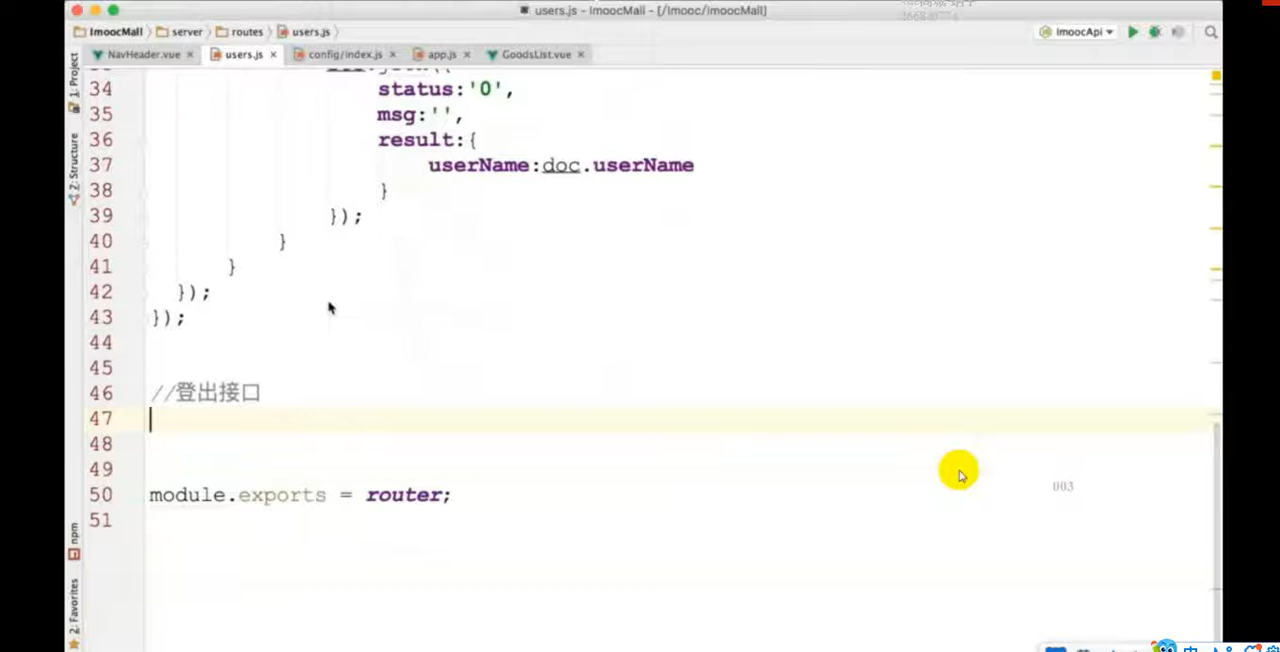 users.js - ImoocMall - [/Imooc/ImoocMall]
ImoocMall server routes users.js ImoocApi
NavHeader.vue × users.js × config/index.js × app.js × GoodsList.vue ×
1: Project
Z: Structure
npm
2: Favorites
34 status:'0',
35 msg:'',
36 result:{
37 userName:doc.userName
38 }
39 });
40 }
41 }
42 });
43 });
44
45
46 //登出接口
47
48
49
50 module.exports = router;
51
003
中